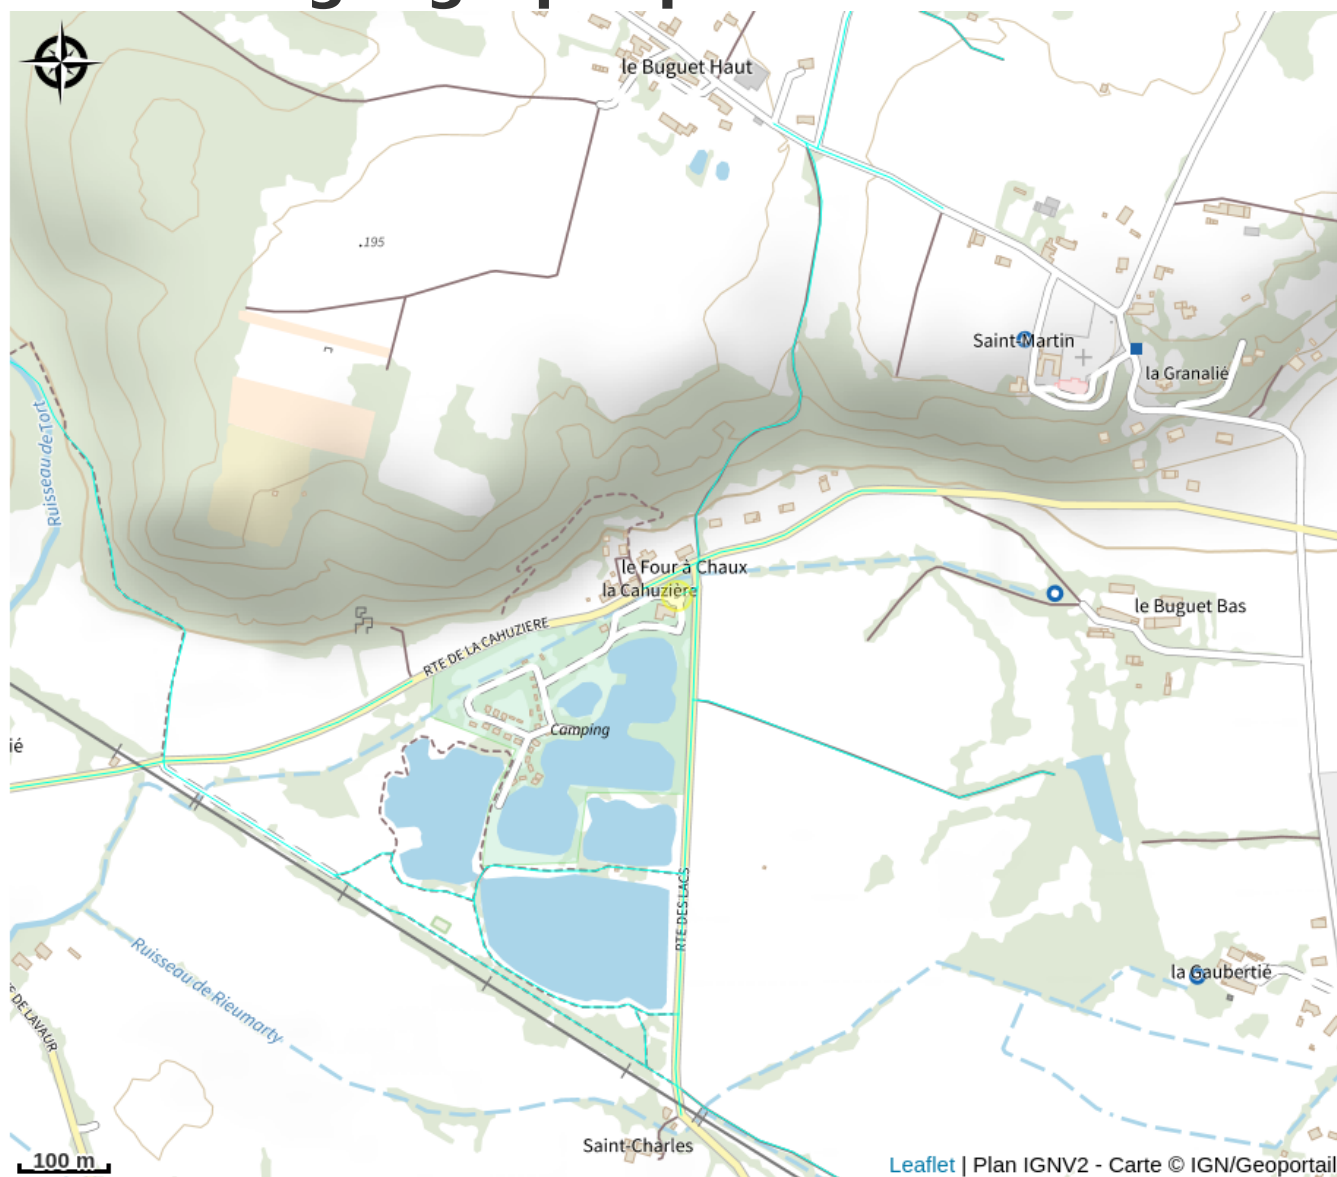 le Buguet Haut
.195
Saint-Martin
la Granalié
Ruisseau de Tort
le Four à Chaux
la Cahuzière
le Buguet Bas
RTE DE LA CAHUZIERE
ié
Camping
RTE DES LACS
Ruisseau de Rieumarty
la Gaubertié
E DE LAVAUR
Saint-Charles
100 m
Leaflet | Plan IGNV2 - Carte © IGN/Geoportail